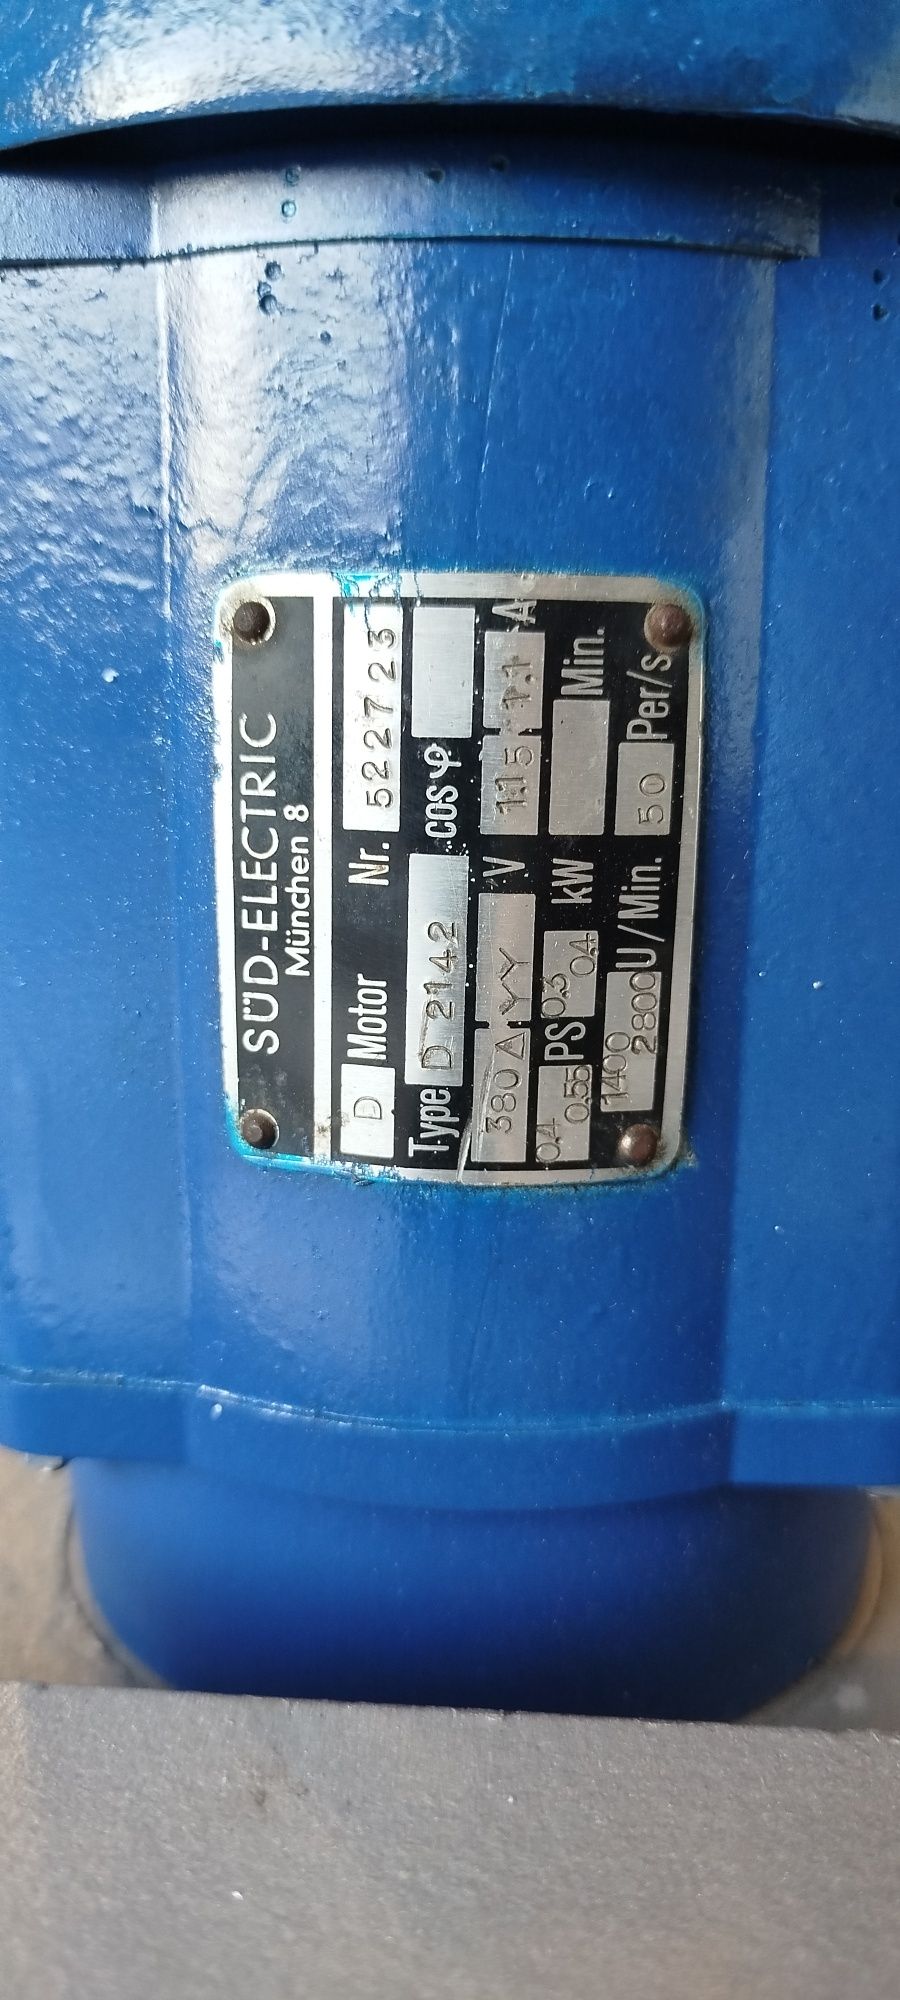 SÜD-ELECTRIC
München 8
D Motor Nr. 522723
Type D 2142 cos φ
380 Δ YY V 1.15 1.1 A
0.4 0.55 PS 0.3 0.4 kW Min.
1400 2800 U/Min. 50 Per/s